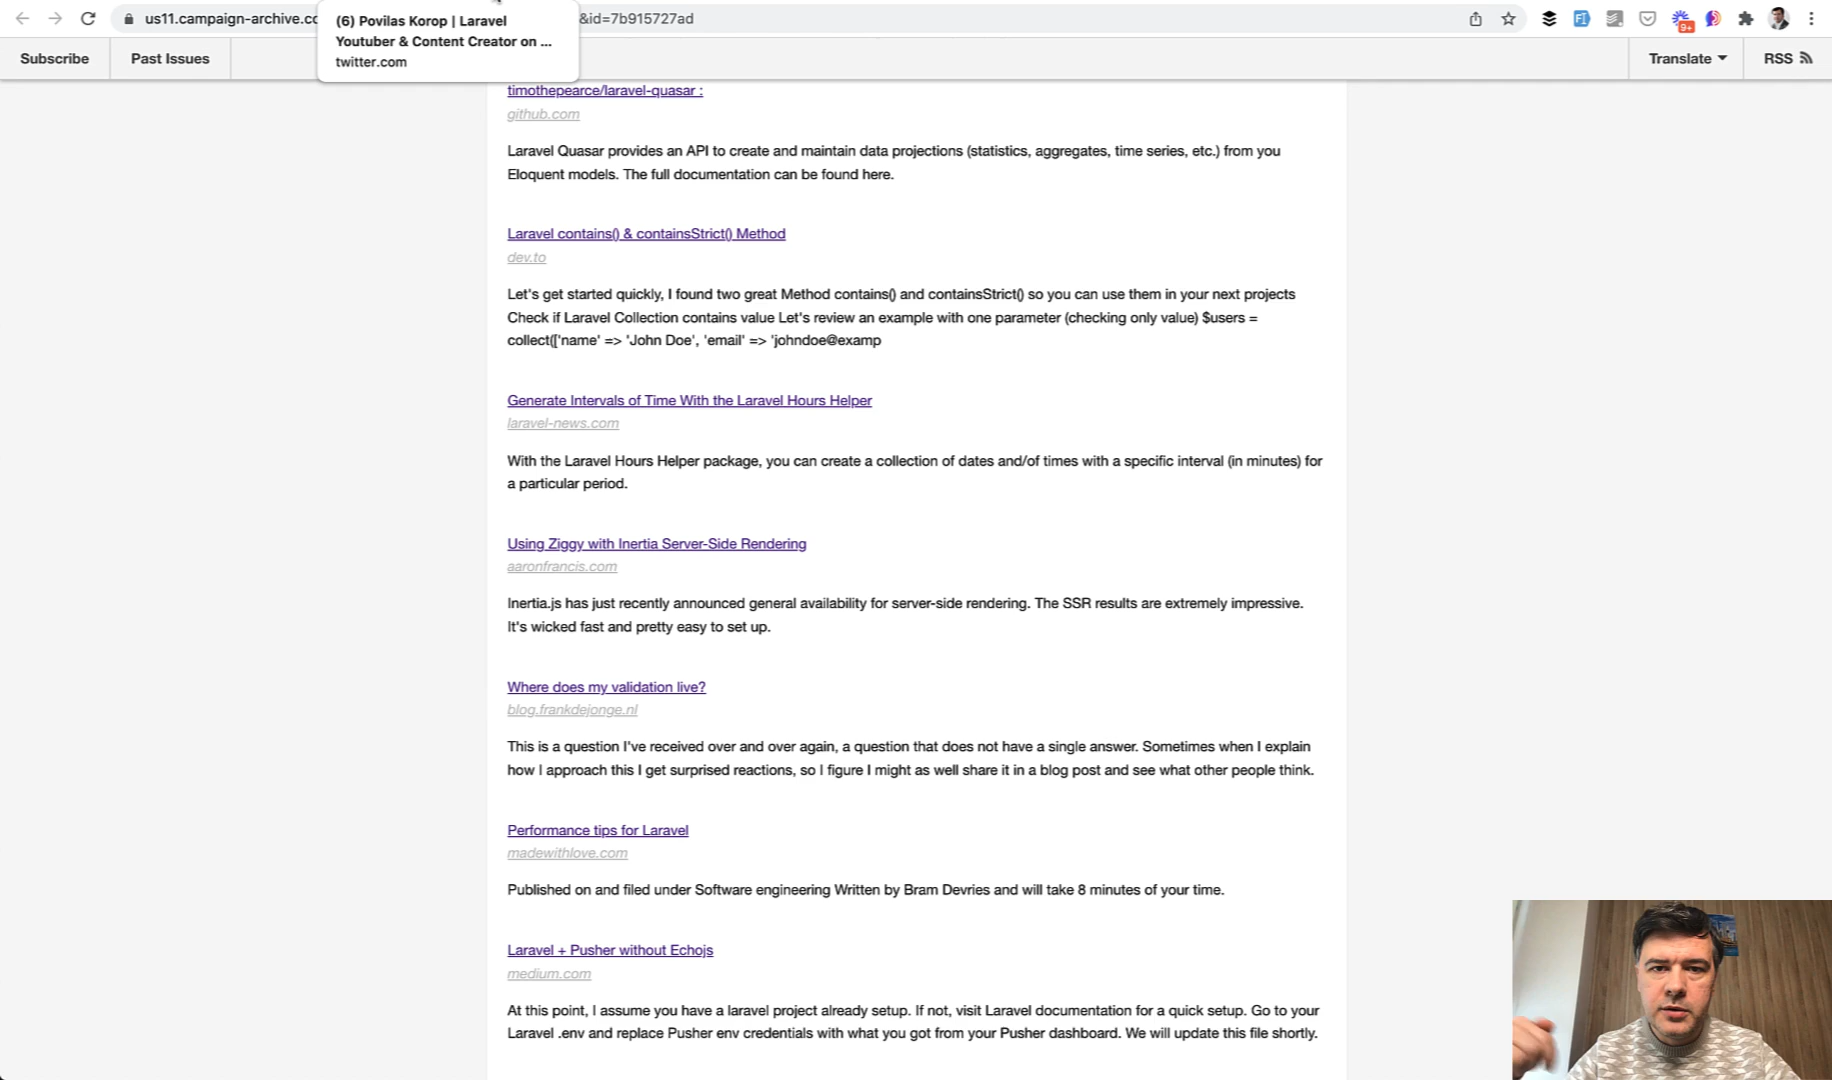 us11.campaign-archive.co
(6) Povilas Korop | Laravel
Youtuber & Content Creator on ...
twitter.com
&id=7b915727ad
9+
Subscribe
Past Issues
Translate
RSS
timothepearce/laravel-quasar :
github.com
Laravel Quasar provides an API to create and maintain data projections (statistics, aggregates, time series, etc.) from you
Eloquent models. The full documentation can be found here.
Laravel contains() & containsStrict() Method
dev.to
Let's get started quickly, I found two great Method contains() and containsStrict() so you can use them in your next projects
Check if Laravel Collection contains value Let's review an example with one parameter (checking only value) $users =
collect(['name' => 'John Doe', 'email' => 'johndoe@examp
Generate Intervals of Time With the Laravel Hours Helper
laravel-news.com
With the Laravel Hours Helper package, you can create a collection of dates and/of times with a specific interval (in minutes) for
a particular period.
Using Ziggy with Inertia Server-Side Rendering
aaronfrancis.com
Inertia.js has just recently announced general availability for server-side rendering. The SSR results are extremely impressive.
It's wicked fast and pretty easy to set up.
Where does my validation live?
blog.frankdejonge.nl
This is a question I've received over and over again, a question that does not have a single answer. Sometimes when I explain
how I approach this I get surprised reactions, so I figure I might as well share it in a blog post and see what other people think.
Performance tips for Laravel
madewithlove.com
Published on and filed under Software engineering Written by Bram Devries and will take 8 minutes of your time.
Laravel + Pusher without Echojs
medium.com
At this point, I assume you have a laravel project already setup. If not, visit Laravel documentation for a quick setup. Go to your
Laravel .env and replace Pusher env credentials with what you got from your Pusher dashboard. We will update this file shortly.